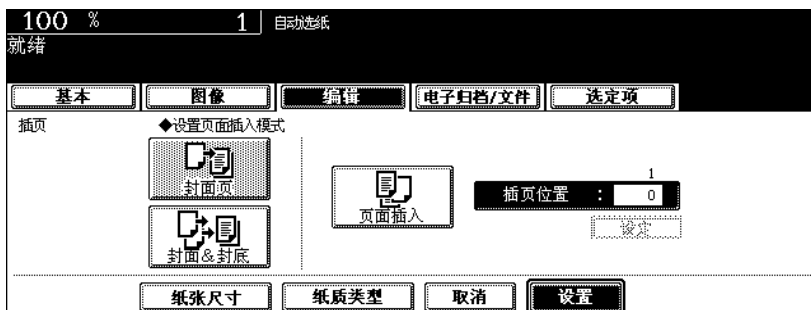 100 % 1 自动选纸
就绪
基本 图像 编辑 电子归档/文件 选定项
插页 ◆设置页面插入模式
封面页
页面插入
1
插页位置 : 0
设定
封面&封底
纸张尺寸 纸质类型 取消 设置